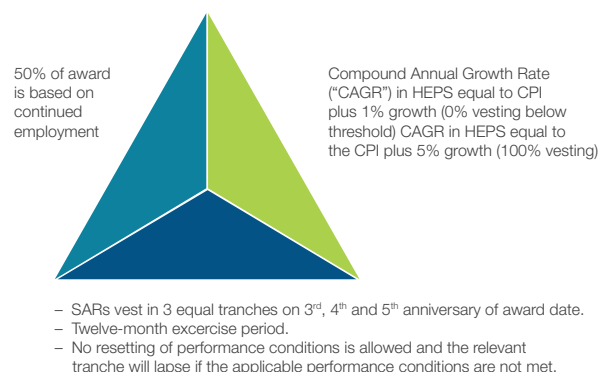 50% of award
is based on
continued
employment
Compound Annual Growth Rate
(“CAGR”) in HEPS equal to CPI
plus 1% growth (0% vesting below
threshold) CAGR in HEPS equal to
the CPI plus 5% growth (100% vesting)
– SARs vest in 3 equal tranches on 3rd, 4th and 5th anniversary of award date.
– Twelve-month excercise period.
– No resetting of performance conditions is allowed and the relevant
tranche will lapse if the applicable performance conditions are not met.